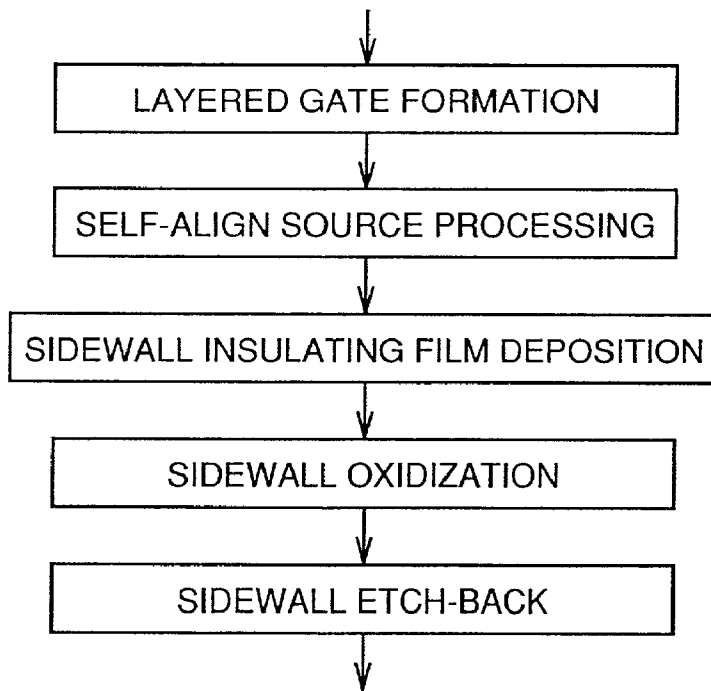 LAYERED GATE FORMATION
SELF-ALIGN SOURCE PROCESSING
SIDEWALL INSULATING FILM DEPOSITION
SIDEWALL OXIDIZATION
SIDEWALL ETCH-BACK